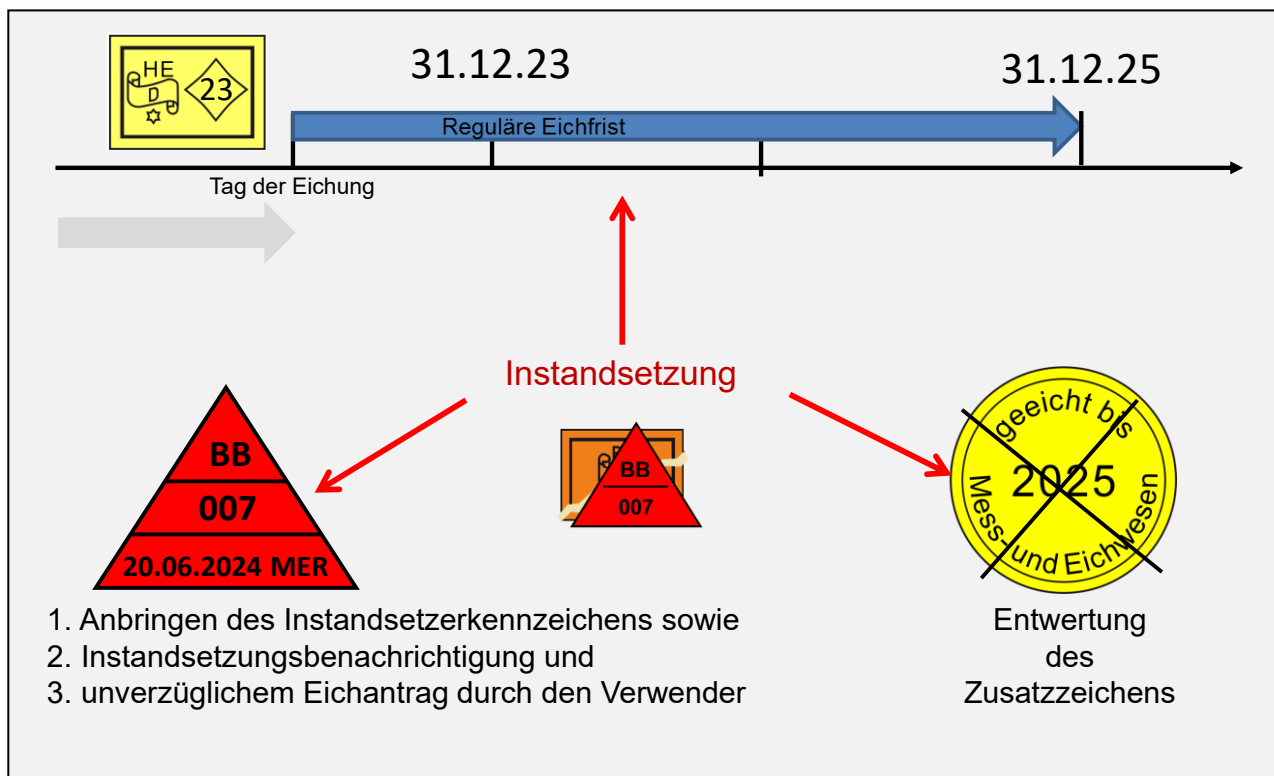 HE
D
23
31.12.23
31.12.25
Reguläre Eichfrist
Tag der Eichung
Instandsetzung
BB
007
20.06.2024 MER
BB
007
geeicht bis
2025
Mess- und Eichwesen
1. Anbringen des Instandsetzerkennzeichens sowie
2. Instandsetzungsbenachrichtigung und
3. unverzüglichem Eichantrag durch den Verwender
Entwertung
des
Zusatzzeichens